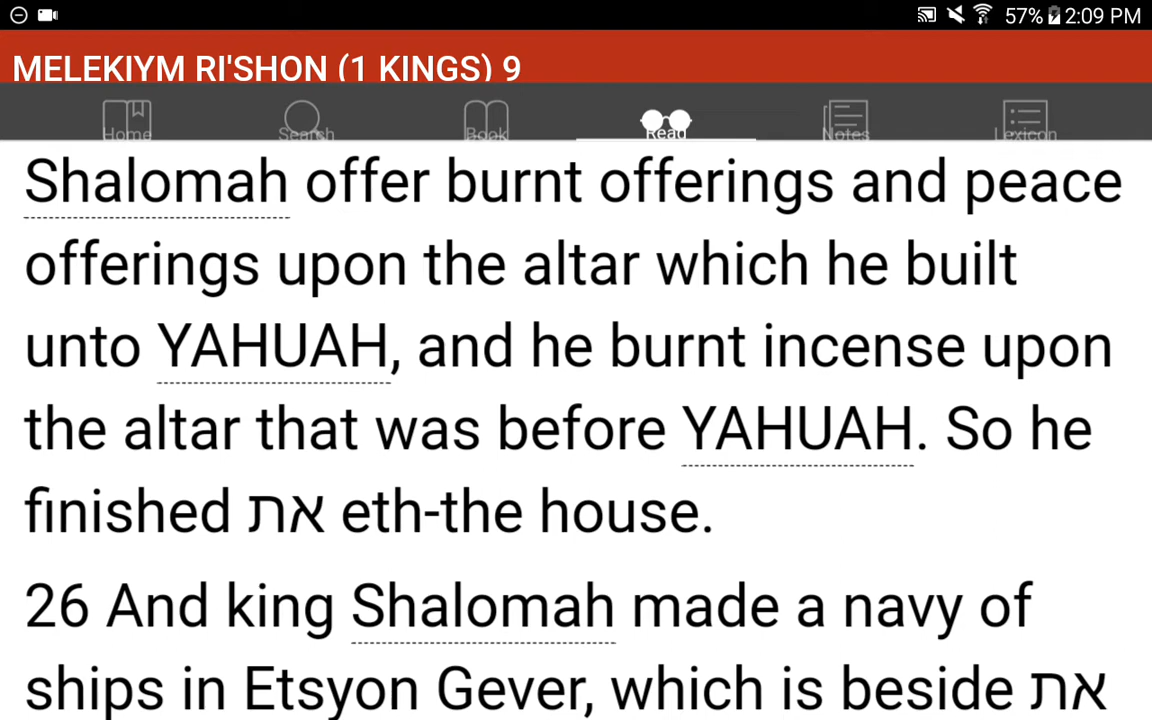 57% 2:09 PM
MELEKIYM RI'SHON (1 KINGS) 9
Home Search Book Read Notes Lexicon
Shalomah offer burnt offerings and peace
offerings upon the altar which he built
unto YAHUAH, and he burnt incense upon
the altar that was before YAHUAH. So he
finished את eth-the house.
26 And king Shalomah made a navy of
ships in Etsyon Gever, which is beside את